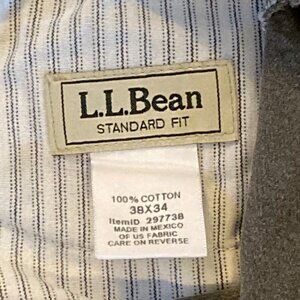 L.L.Bean
STANDARD FIT
100% COTTON
38X34
ItemID 297738
MADE IN MEXICO
OF US FABRIC
CARE ON REVERSE